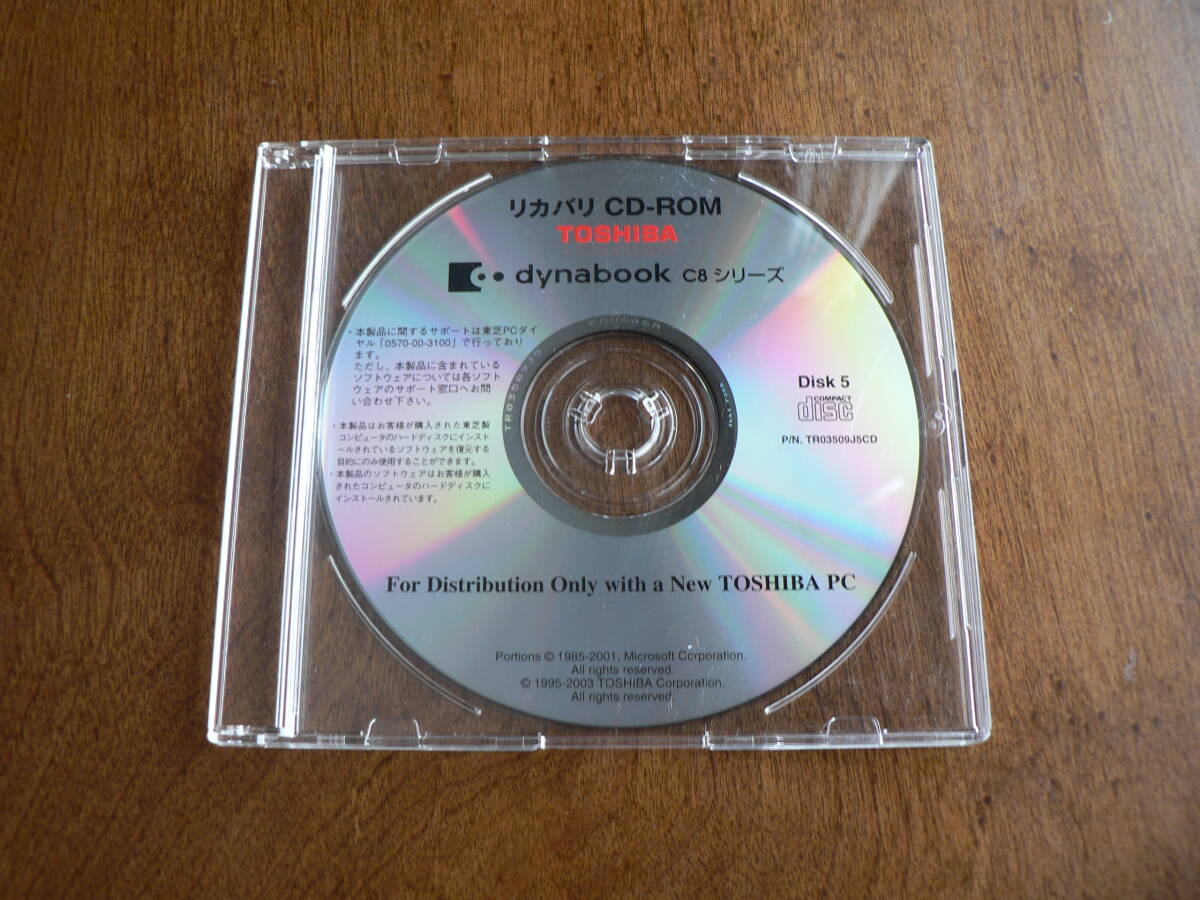 リカバリ CD-ROM
TOSHIBA
dynabook C8 シリーズ
・本製品に関するサポートは東芝PCダイ
ヤル「0570-00-3100」で行っており
ます。
ただし、本製品に含まれている
ソフトウェアについては各ソフト
ウェアのサポート窓口へお問
い合わせ下さい。
・本製品はお客様が購入された東芝製
コンピュータのハードディスクにインスト
ールされているソフトウェアを復元する
目的にのみ使用することができます。
・本製品のソフトウェアはお客様が購入
されたコンピュータのハードディスクに
インストールされています。
Disk 5
COMPACT
disc
P/N. TR03509J5CD
TR03509J5
For Distribution Only with a New TOSHIBA PC
Portions © 1985-2001, Microsoft Corporation.
All rights reserved.
© 1995-2003 TOSHIBA Corporation.
All rights reserved.